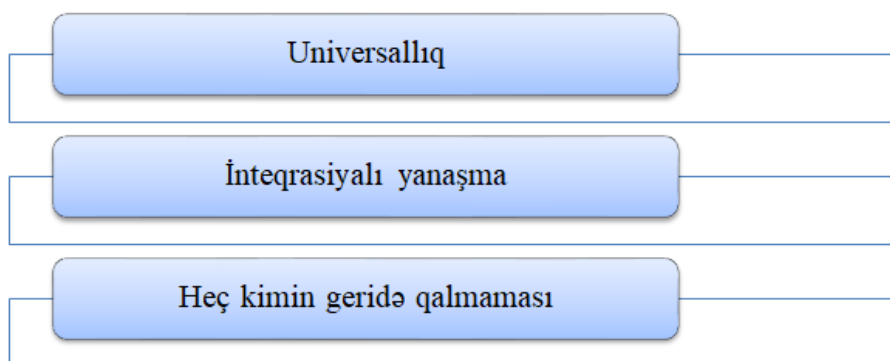 Universallıq
İnteqrasiyalı yanaşma
Heç kimin geridə qalmaması